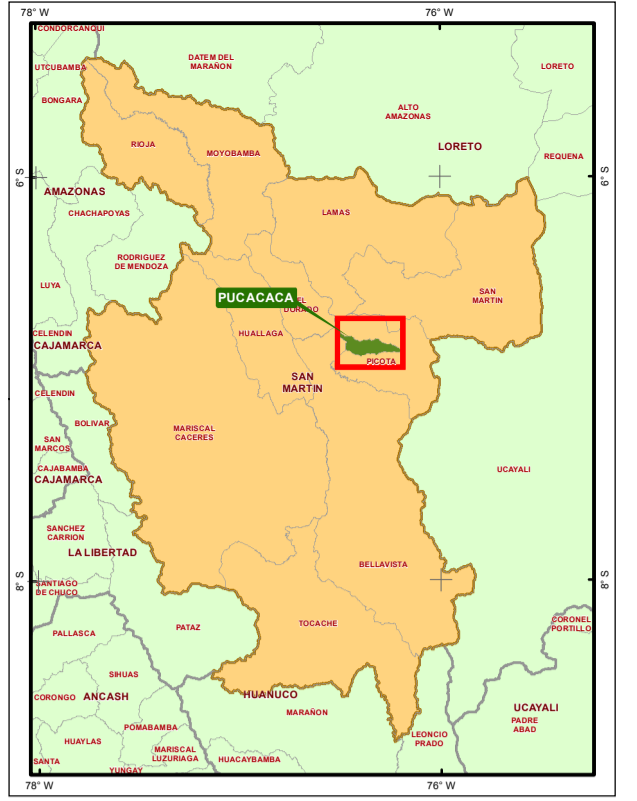 78° W
76° W
CONDORCANQUI
DATEM DEL
MARAÑON
UTCUBAMBA
LORETO
BONGARA
ALTO
AMAZONAS
RIOJA
MOYOBAMBA
LORETO
REQUENA
6° S
6° S
AMAZONAS
CHACHAPOYAS
LAMAS
RODRIGUEZ
DE MENDOZA
LUYA
PUCACACA
EL
DORADO
SAN
MARTIN
CELENDIN
CAJAMARCA
HUALLAGA
PICOTA
SAN
MARTIN
CELENDIN
BOLIVAR
MARISCAL
CACERES
SAN
MARCOS
CAJABAMBA
CAJAMARCA
UCAYALI
SANCHEZ
CARRION
LA LIBERTAD
BELLAVISTA
8° S
8° S
SANTIAGO
DE CHUCO
PALLASCA
PATAZ
TOCACHE
CORONEL
PORTILLO
SIHUAS
CORONGO
ANCASH
HUANUCO
MARAÑON
UCAYALI
PADRE
ABAD
POMABAMBA
HUAYLAS
MARISCAL
LUZURIAGA
HUACAYBAMBA
LEONCIO
PRADO
SANTA
YUNGAY
78° W
76° W